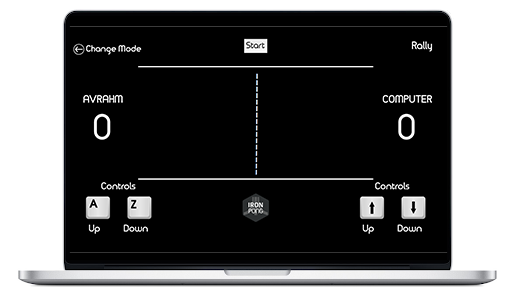 Change Mode
Start
Rally
AVRAHM
COMPUTER
0
0
Controls
Controls
A
Z
IRON
PONG
Up
Down
Up
Down